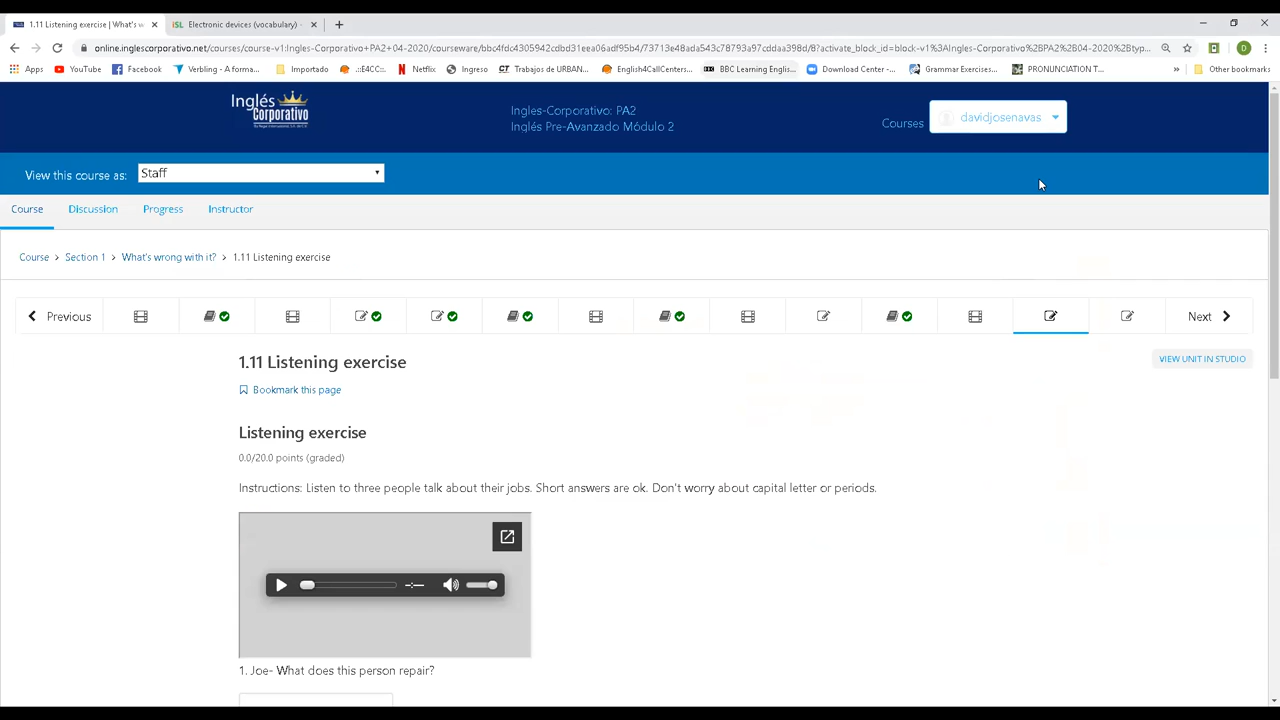 1.11 Listening exercise | What's w
Electronic devices (vocabulary) -
online.inglescorporativo.net/courses/course-v1:Ingles-Corporativo+PA2+04-2020/courseware/bbc4fdc4305942cdbd31eea06adf95b4/73713e48ada543c78793a97cddaa398d/8?activate_block_id=block-v1%3AIngles-Corporativo%2BPA2%2B04-2020%2Btyp...
Apps YouTube Facebook Verbling - A forma... Importado .:::E4CC:.. Netflix Ingreso Trabajos de URBAN... English4CallCenters... BBC Learning Englis... Download Center -... Grammar Exercises... PRONUNCIATION T... » Other bookmarks
Inglés
Corporativo
Ingles-Corporativo: PA2
Inglés Pre-Avanzado Módulo 2
Courses davidjosenavas
View this course as: Staff
Course Discussion Progress Instructor
Course > Section 1 > What's wrong with it? > 1.11 Listening exercise
Previous Next
1.11 Listening exercise
VIEW UNIT IN STUDIO
Bookmark this page
Listening exercise
0.0/20.0 points (graded)
Instructions: Listen to three people talk about their jobs. Short answers are ok. Don't worry about capital letter or periods.
-:--
1. Joe- What does this person repair?